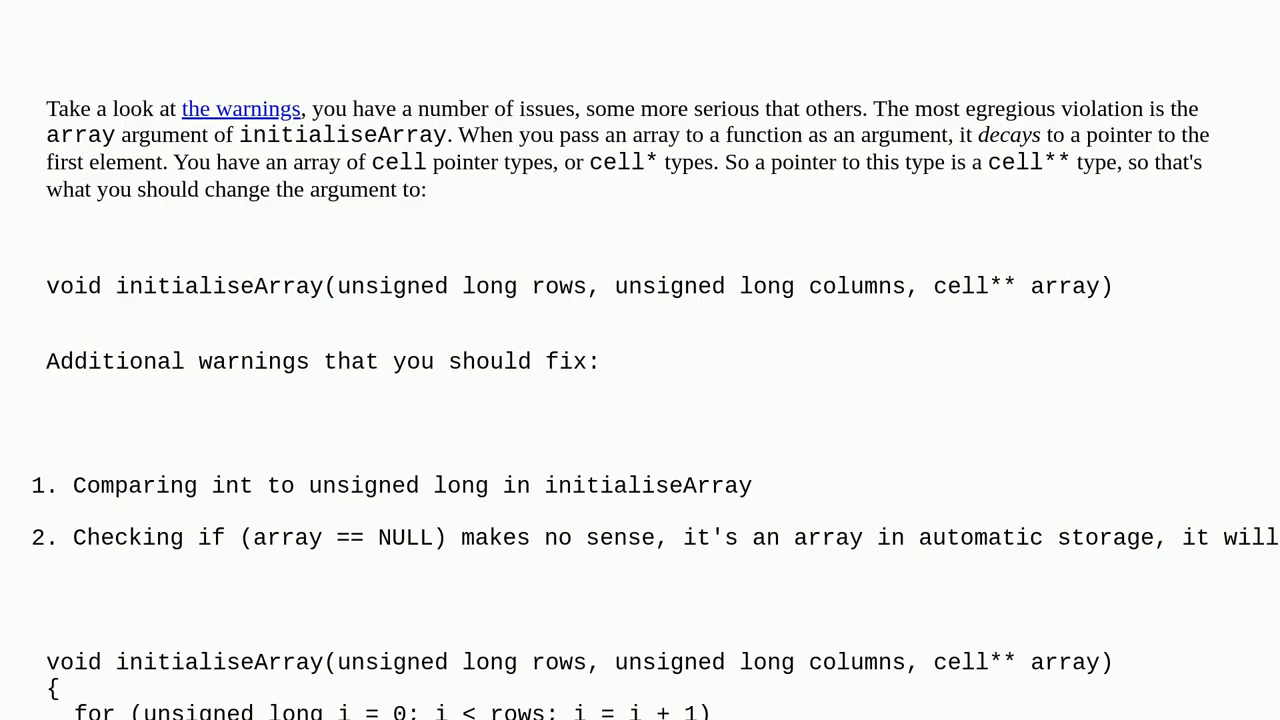 Take a look at the warnings, you have a number of issues, some more serious that others. The most egregious violation is the
array argument of initialiseArray. When you pass an array to a function as an argument, it decays to a pointer to the
first element. You have an array of cell pointer types, or cell* types. So a pointer to this type is a cell** type, so that's
what you should change the argument to:
void initialiseArray(unsigned long rows, unsigned long columns, cell** array)
Additional warnings that you should fix:
1. Comparing int to unsigned long in initialiseArray
2. Checking if (array == NULL) makes no sense, it's an array in automatic storage, it will
void initialiseArray(unsigned long rows, unsigned long columns, cell** array)
{
for (unsigned long i = 0; i < rows; i = i + 1)